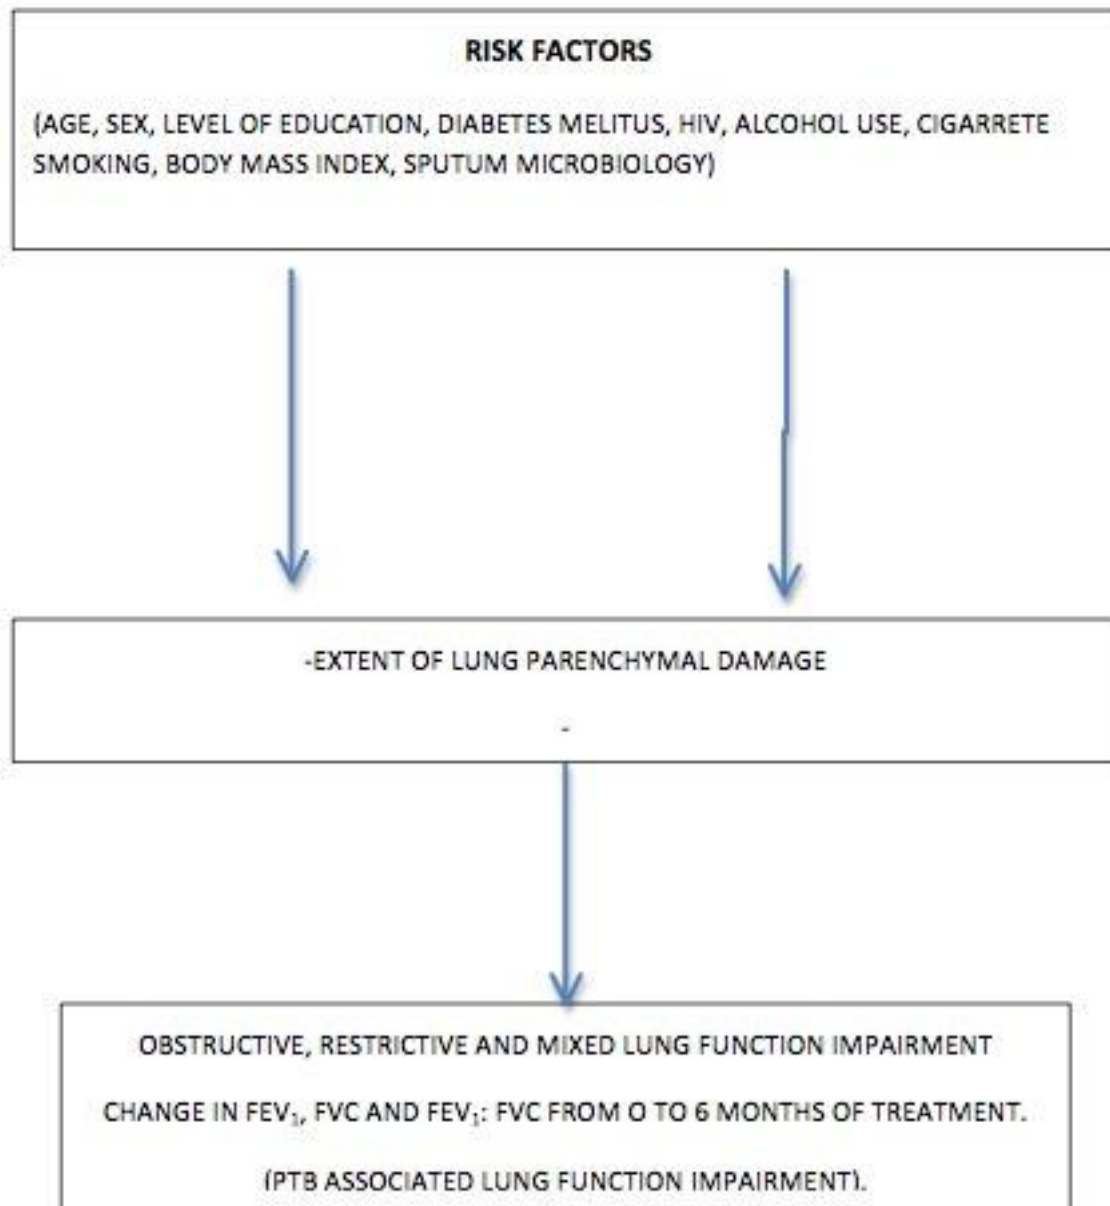 RISK FACTORS
(AGE, SEX, LEVEL OF EDUCATION, DIABETES MELITUS, HIV, ALCOHOL USE, CIGARRETE
SMOKING, BODY MASS INDEX, SPUTUM MICROBIOLOGY)
-EXTENT OF LUNG PARENCHYMAL DAMAGE
-
OBSTRUCTIVE, RESTRICTIVE AND MIXED LUNG FUNCTION IMPAIRMENT
CHANGE IN FEV₁, FVC AND FEV₁: FVC FROM O TO 6 MONTHS OF TREATMENT.
(PTB ASSOCIATED LUNG FUNCTION IMPAIRMENT).